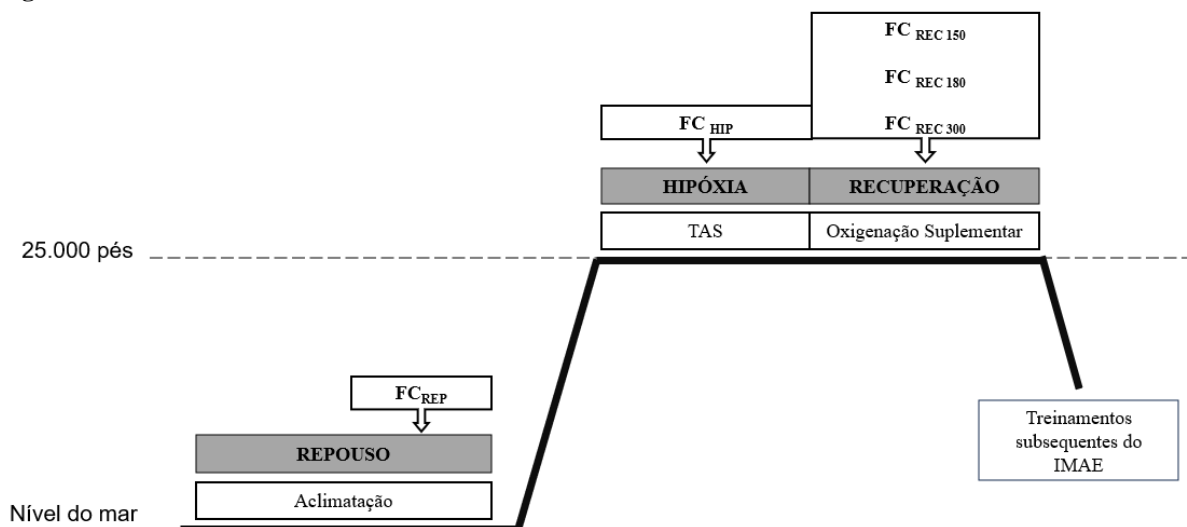 FC REC 150
FC REC 180
FC HIP
FC REC 300
HIPÓXIA
RECUPERAÇÃO
TAS
Oxigenação Suplementar
25.000 pés
FCREP
REPOUSO
Aclimatação
Treinamentos
subsequentes do
IMAE
Nível do mar